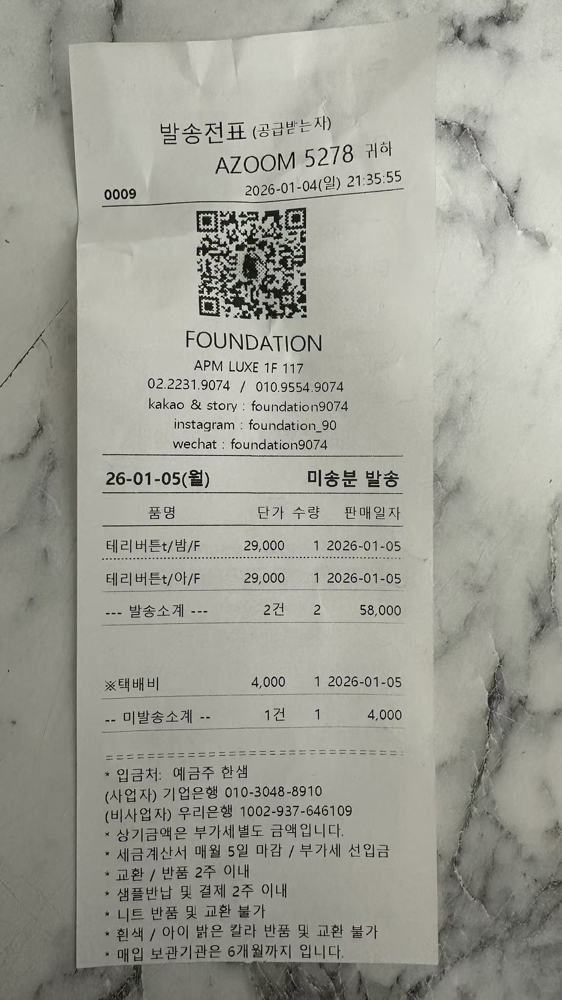 발송전표 (공급받는자)
AZOOM 5278 귀하
0009 2026-01-04(일) 21:35:55
FOUNDATION
APM LUXE 1F 117
02.2231.9074 / 010.9554.9074
kakao & story : foundation9074
instagram : foundation_90
wechat : foundation9074
26-01-05(월) 미송분 발송
품명 단가 수량 판매일자
테리버튼t/밤/F 29,000 1 2026-01-05
테리버튼t/아/F 29,000 1 2026-01-05
--- 발송소계 --- 2건 2 58,000
※택배비 4,000 1 2026-01-05
-- 미발송소계 -- 1건 1 4,000
* 입금처: 예금주 한샘
(사업자) 기업은행 010-3048-8910
(비사업자) 우리은행 1002-937-646109
* 상기금액은 부가세별도 금액입니다.
* 세금계산서 매월 5일 마감 / 부가세 선입금
* 교환 / 반품 2주 이내
* 샘플반납 및 결제 2주 이내
* 니트 반품 및 교환 불가
* 흰색 / 아이 밝은 칼라 반품 및 교환 불가
* 매입 보관기관은 6개월까지 입니다.